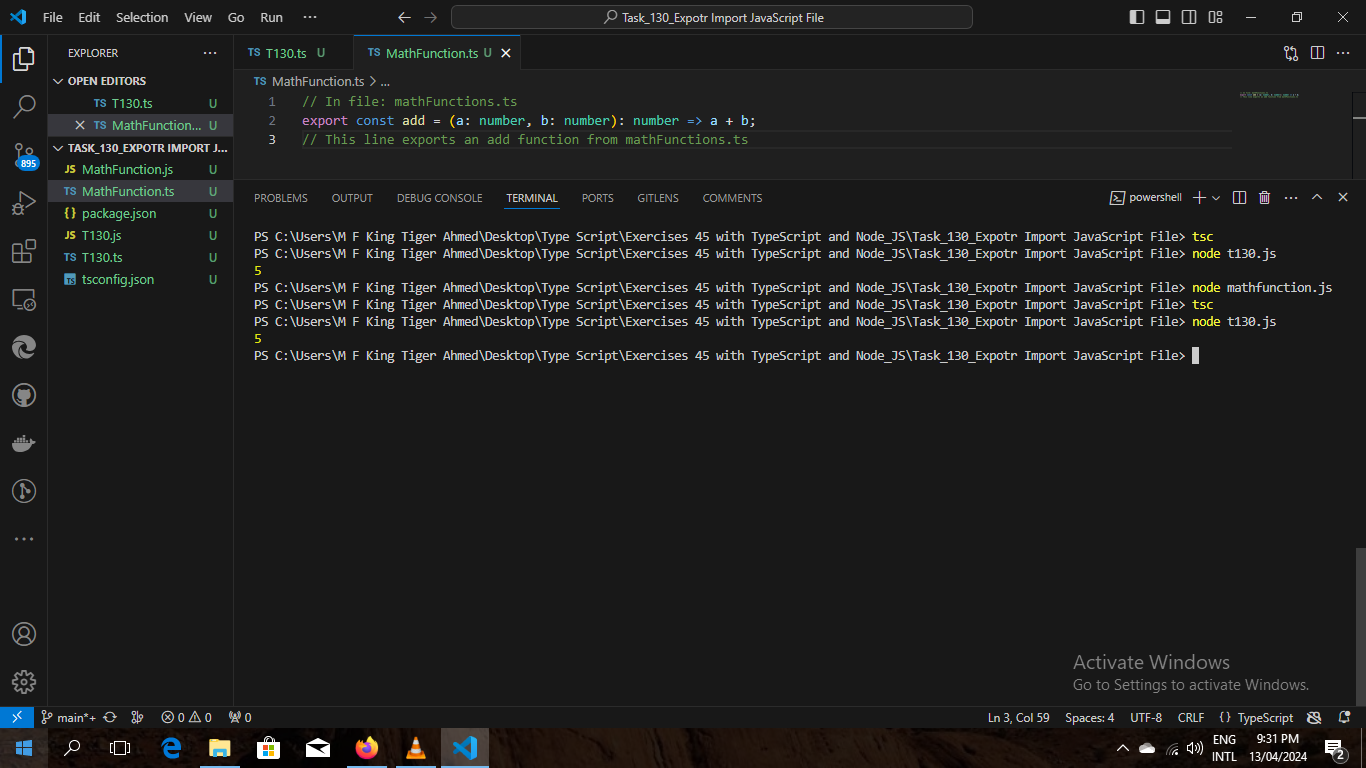 File Edit Selection View Go Run ··· Task_130_Expotr Import JavaScript File
EXPLORER ···
OPEN EDITORS
TS T130.ts U
TS MathFunction... U
TASK_130_EXPOTR IMPORT J...
JS MathFunction.js U
TS MathFunction.ts U
{} package.json U
JS T130.js U
TS T130.ts U
TS tsconfig.json U
895
TS T130.ts U TS MathFunction.ts U
TS MathFunction.ts > ...
1 // In file: mathFunctions.ts
2 export const add = (a: number, b: number): number => a + b;
3 // This line exports an add function from mathFunctions.ts
PROBLEMS OUTPUT DEBUG CONSOLE TERMINAL PORTS GITLENS COMMENTS powershell
PS C:\Users\M F King Tiger Ahmed\Desktop\Type Script\Exercises 45 with TypeScript and Node_JS\Task_130_Expotr Import JavaScript File> tsc
PS C:\Users\M F King Tiger Ahmed\Desktop\Type Script\Exercises 45 with TypeScript and Node_JS\Task_130_Expotr Import JavaScript File> node t130.js
5
PS C:\Users\M F King Tiger Ahmed\Desktop\Type Script\Exercises 45 with TypeScript and Node_JS\Task_130_Expotr Import JavaScript File> node mathfunction.js
PS C:\Users\M F King Tiger Ahmed\Desktop\Type Script\Exercises 45 with TypeScript and Node_JS\Task_130_Expotr Import JavaScript File> tsc
PS C:\Users\M F King Tiger Ahmed\Desktop\Type Script\Exercises 45 with TypeScript and Node_JS\Task_130_Expotr Import JavaScript File> node t130.js
5
PS C:\Users\M F King Tiger Ahmed\Desktop\Type Script\Exercises 45 with TypeScript and Node_JS\Task_130_Expotr Import JavaScript File>
Activate Windows
Go to Settings to activate Windows.
main*+ 0 0 0 Ln 3, Col 59 Spaces: 4 UTF-8 CRLF {} TypeScript
ENG 9:31 PM
INTL 13/04/2024 2